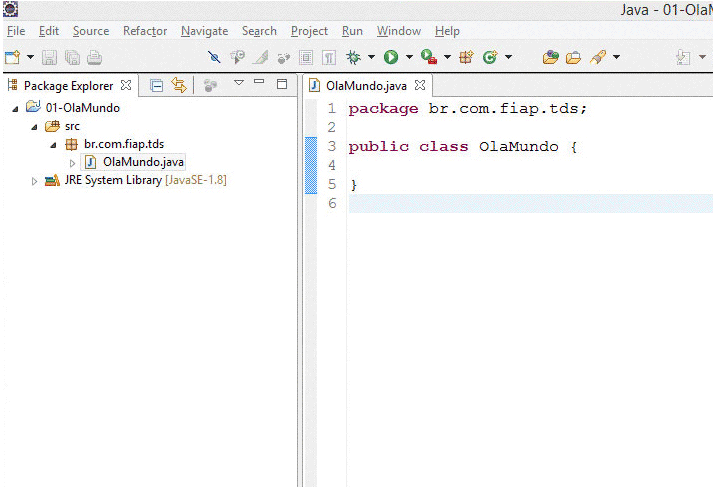 Java - 01-OlaM
File Edit Source Refactor Navigate Search Project Run Window Help
Package Explorer
OlaMundo.java
01-OlaMundo
src
br.com.fiap.tds
OlaMundo.java
JRE System Library [JavaSE-1.8]
1 package br.com.fiap.tds;
2
3 public class OlaMundo {
4
5 }
6